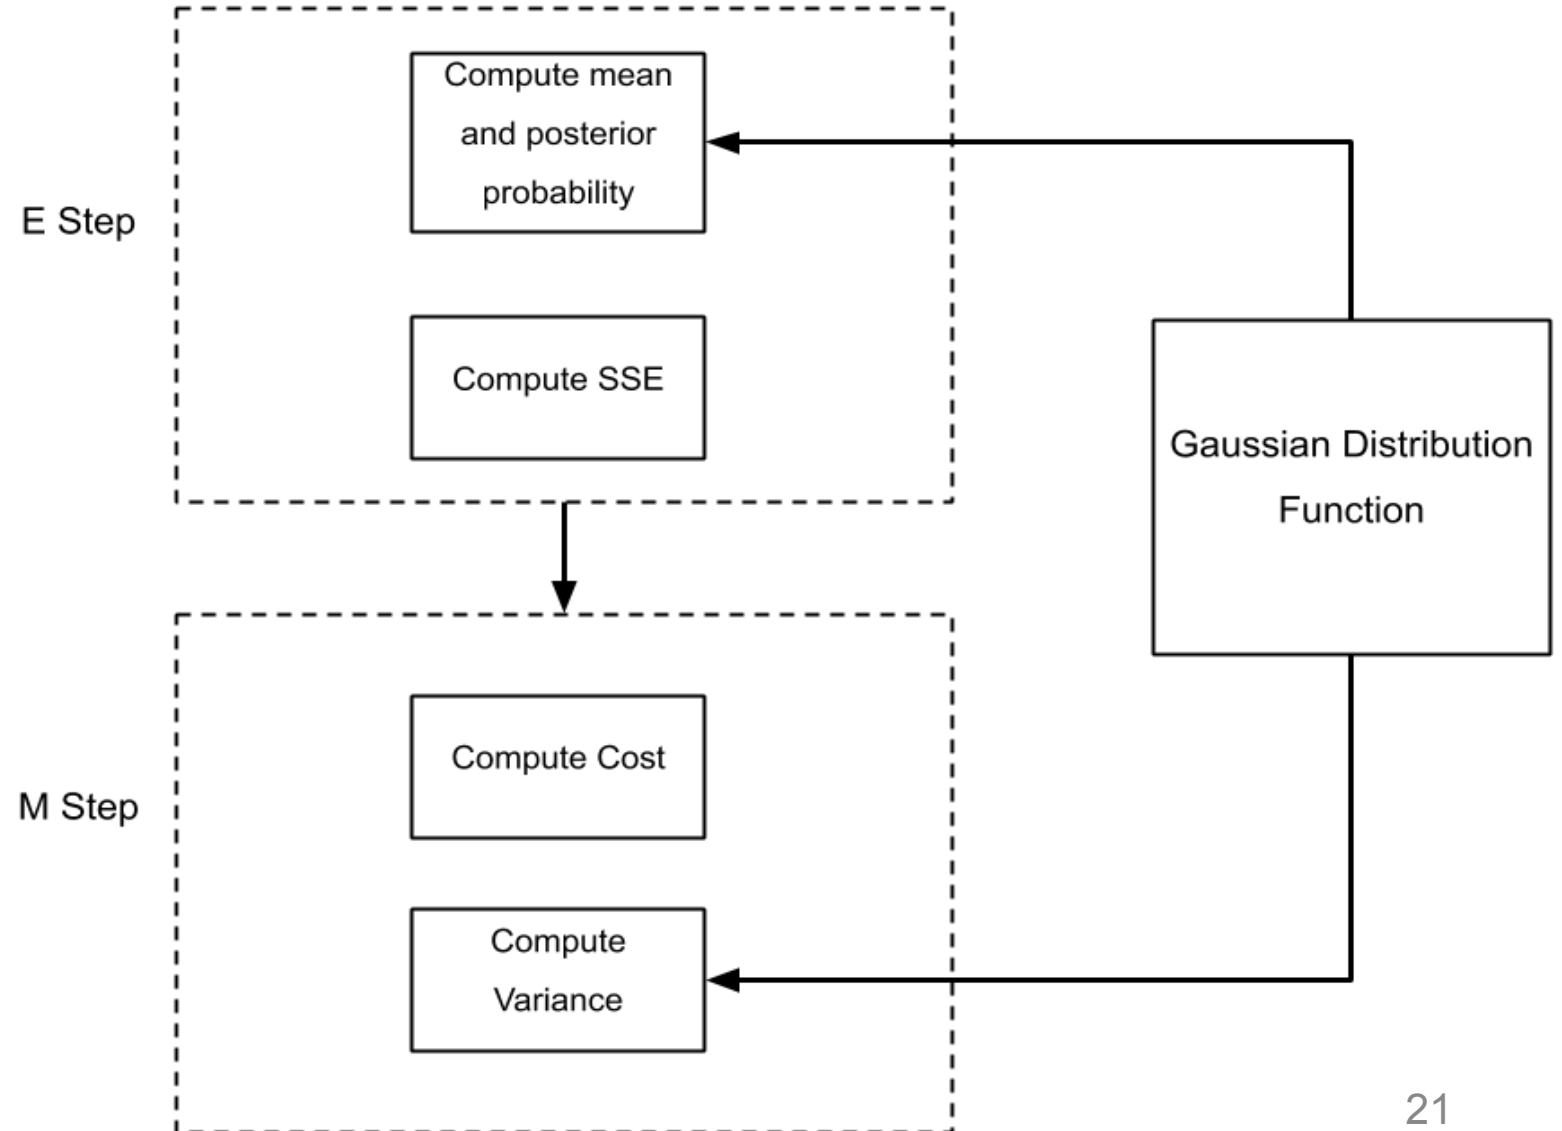 Compute mean
and posterior
probability
E Step
Compute SSE
Gaussian Distribution
Function
Compute Cost
M Step
Compute
Variance
21